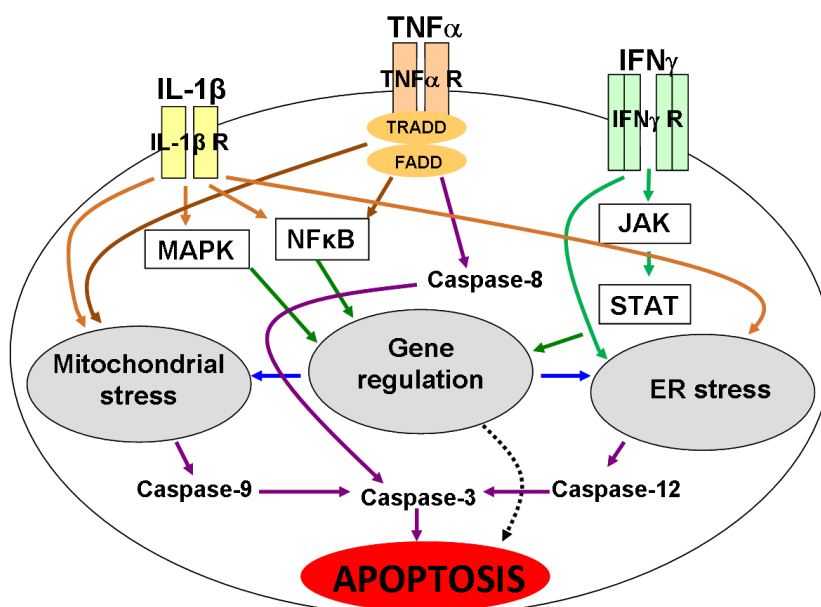 TNFα
TNFα R
IFNγ
IFNγ R
IL-1β
IL-1β R
TRADD
FADD
MAPK
NFκB
JAK
STAT
Caspase-8
Mitochondrial
stress
Gene
regulation
ER stress
Caspase-9
Caspase-3
Caspase-12
APOPTOSIS